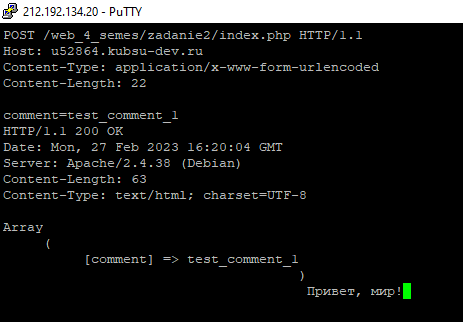 212.192.134.20 - PuTTY
POST /web_4_semes/zadanie2/index.php HTTP/1.1
Host: u52864.kubsu-dev.ru
Content-Type: application/x-www-form-urlencoded
Content-Length: 22
comment=test_comment_1
HTTP/1.1 200 OK
Date: Mon, 27 Feb 2023 16:20:04 GMT
Server: Apache/2.4.38 (Debian)
Content-Length: 63
Content-Type: text/html; charset=UTF-8
Array
(
[comment] => test_comment_1
)
Привет, мир!